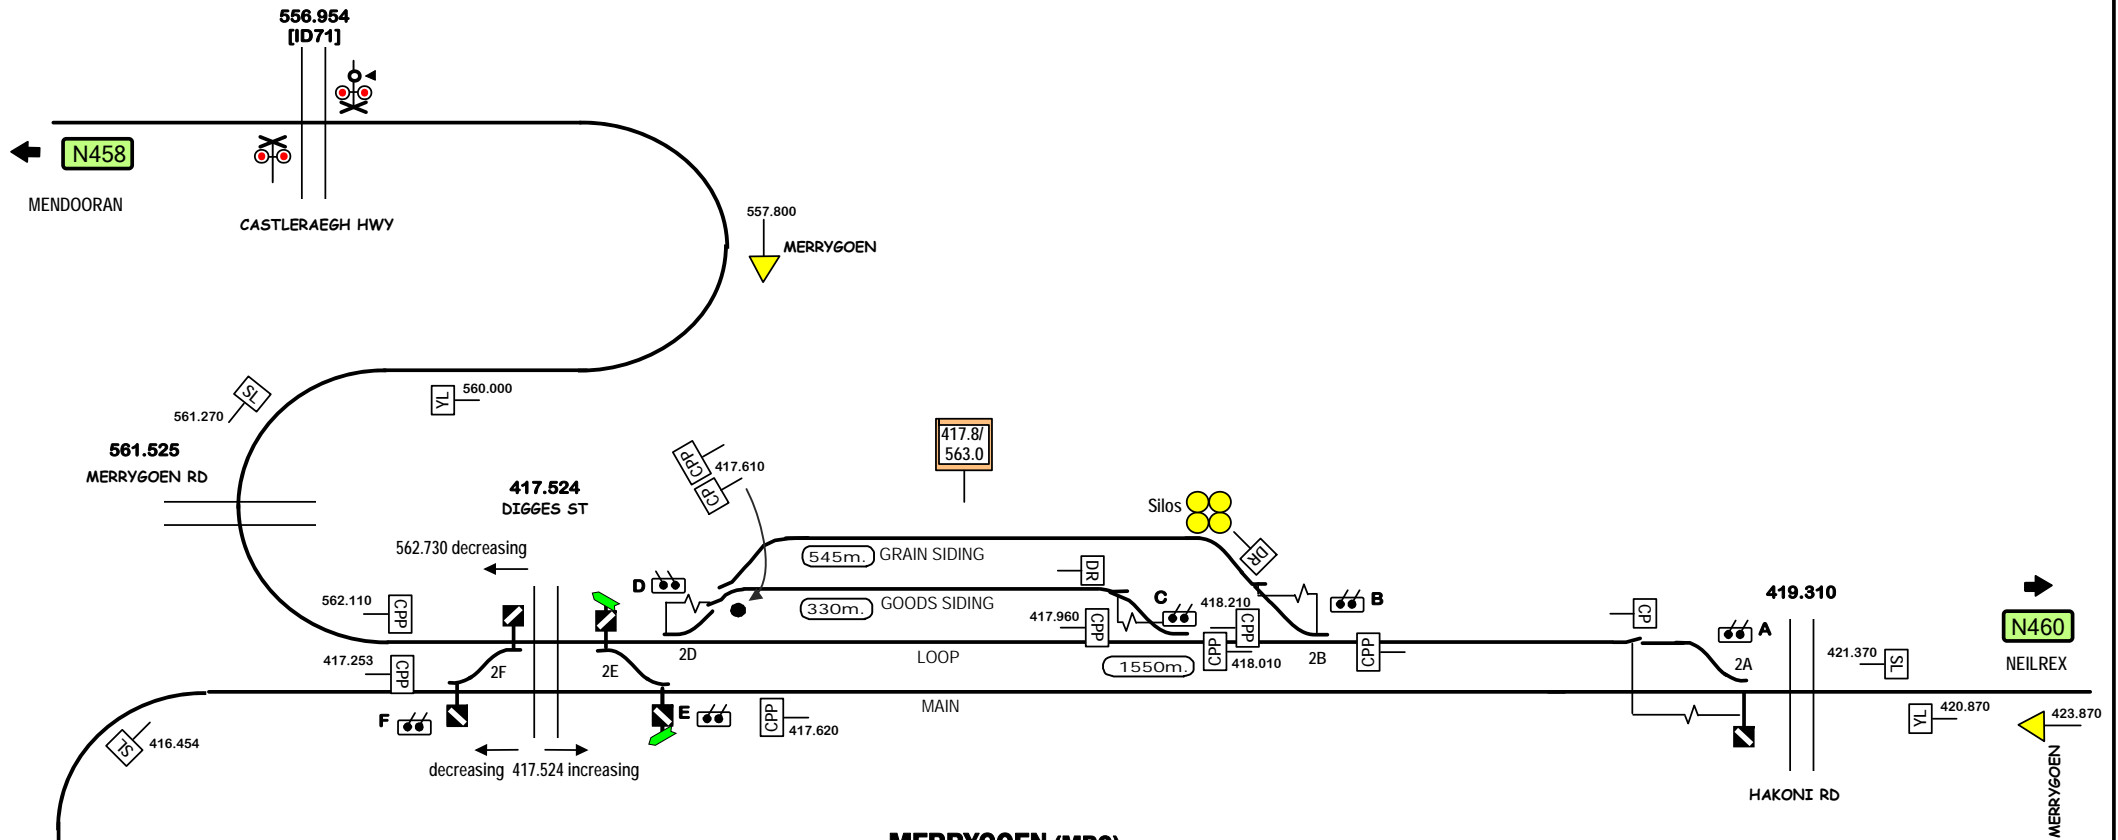 556.954
[ID71]
N458
MENDOORAN
CASTLERAEGH HWY
557.800
MERRYGOEN
SL
561.270
YL
560.000
561.525
MERRYGOEN RD
417.524
DIGGES ST
562.730 decreasing
CPP
CP
417.610
417.8/
563.0
Silos
DR
545m.
GRAIN SIDING
D
DR
330m.
GOODS SIDING
C
B
562.110
CPP
417.960
CPP
418.210
CPP
CP
A
419.310
N460
NEILREX
417.253
CPP
2F
2E
2D
LOOP
1550m.
CPP
418.010
2B
CPP
2A
421.370
SL
MAIN
F
E
CPP
417.620
YL
420.870
423.870
MERRYGOEN
SL
416.454
decreasing 417.524 increasing
HAKONI RD
MERRYGOEN (MRG)